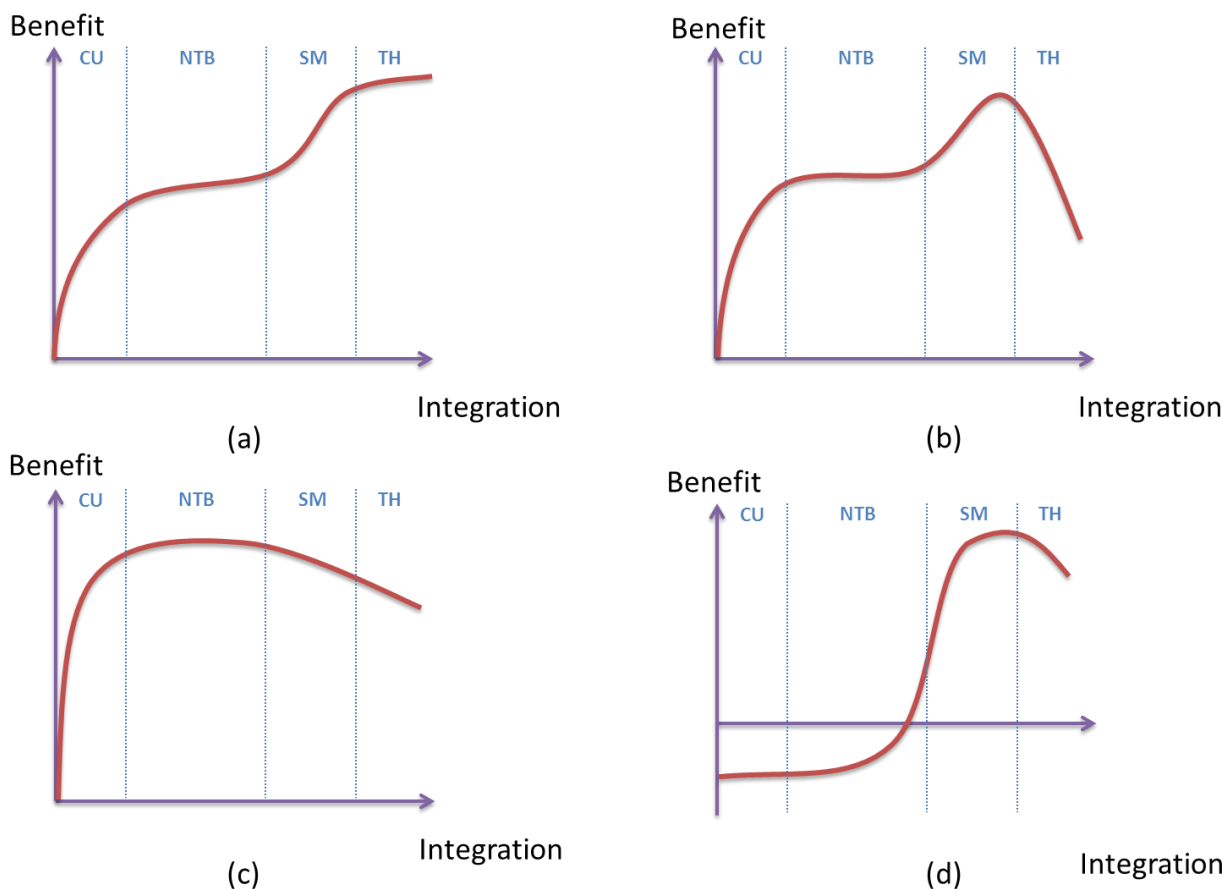 Benefit
CU NTB SM TH
Integration
(a)
Benefit
CU NTB SM TH
Integration
(b)
Benefit
CU NTB SM TH
Integration
(c)
Benefit
CU NTB SM TH
Integration
(d)